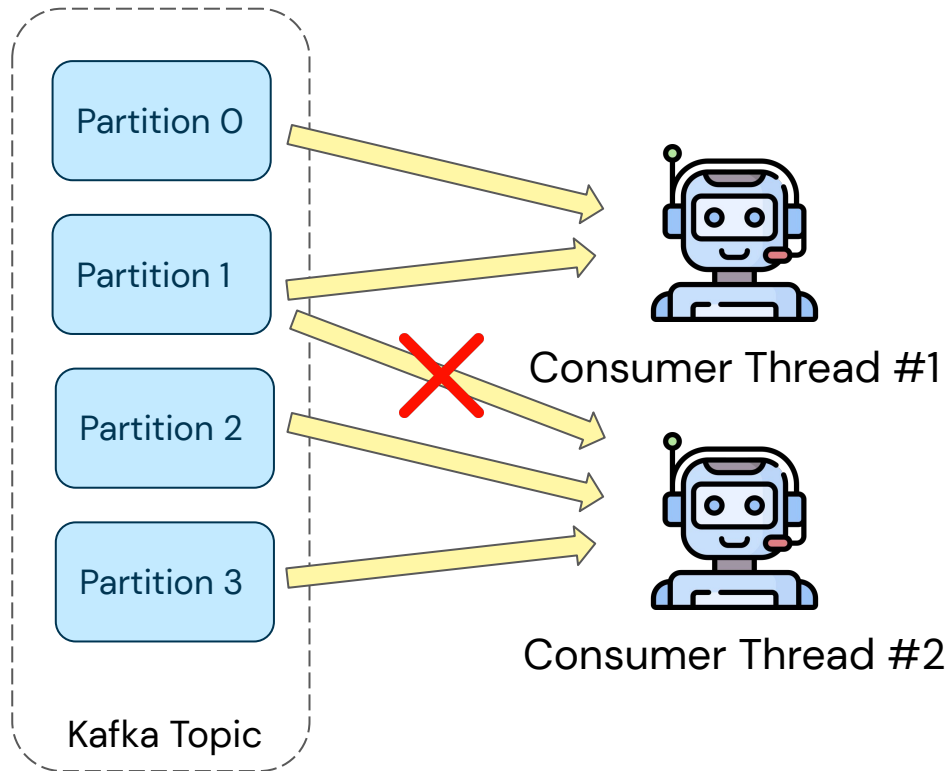 Partition 0
Partition 1
Partition 2
Partition 3
Kafka Topic
Consumer Thread #1
Consumer Thread #2